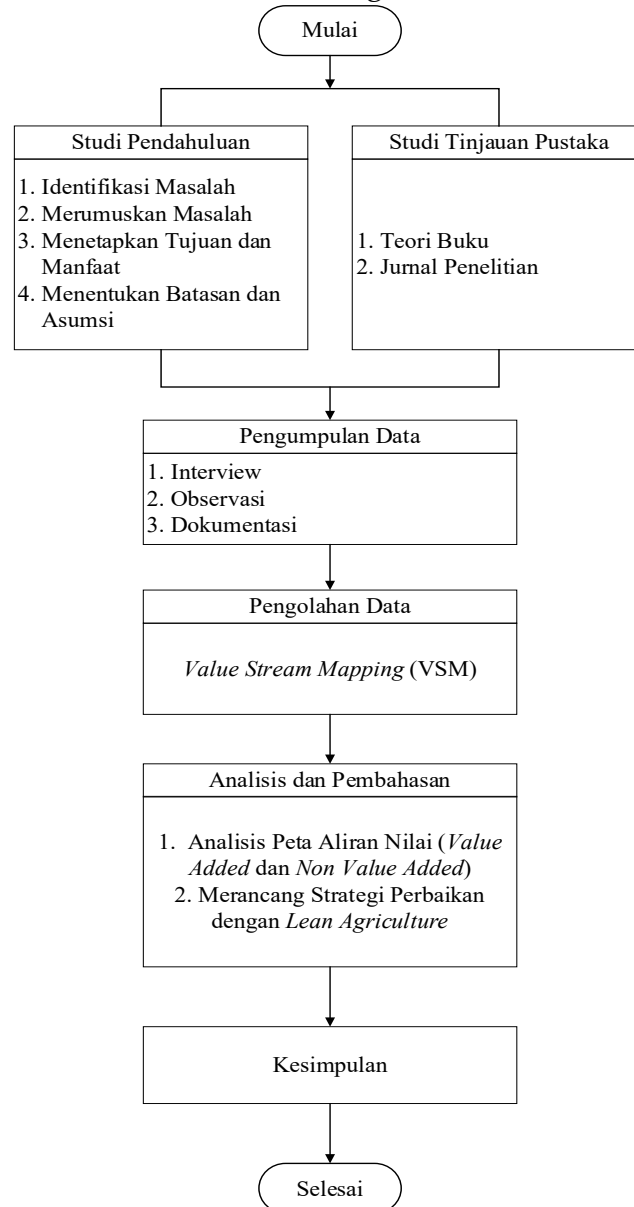 Mulai
Studi Pendahuluan
1. Identifikasi Masalah
2. Merumuskan Masalah
3. Menetapkan Tujuan dan
Manfaat
4. Menentukan Batasan dan
Asumsi
Studi Tinjauan Pustaka
1. Teori Buku
2. Jurnal Penelitian
Pengumpulan Data
1. Interview
2. Observasi
3. Dokumentasi
Pengolahan Data
Value Stream Mapping (VSM)
Analisis dan Pembahasan
1. Analisis Peta Aliran Nilai (Value
Added dan Non Value Added)
2. Merancang Strategi Perbaikan
dengan Lean Agriculture
Kesimpulan
Selesai